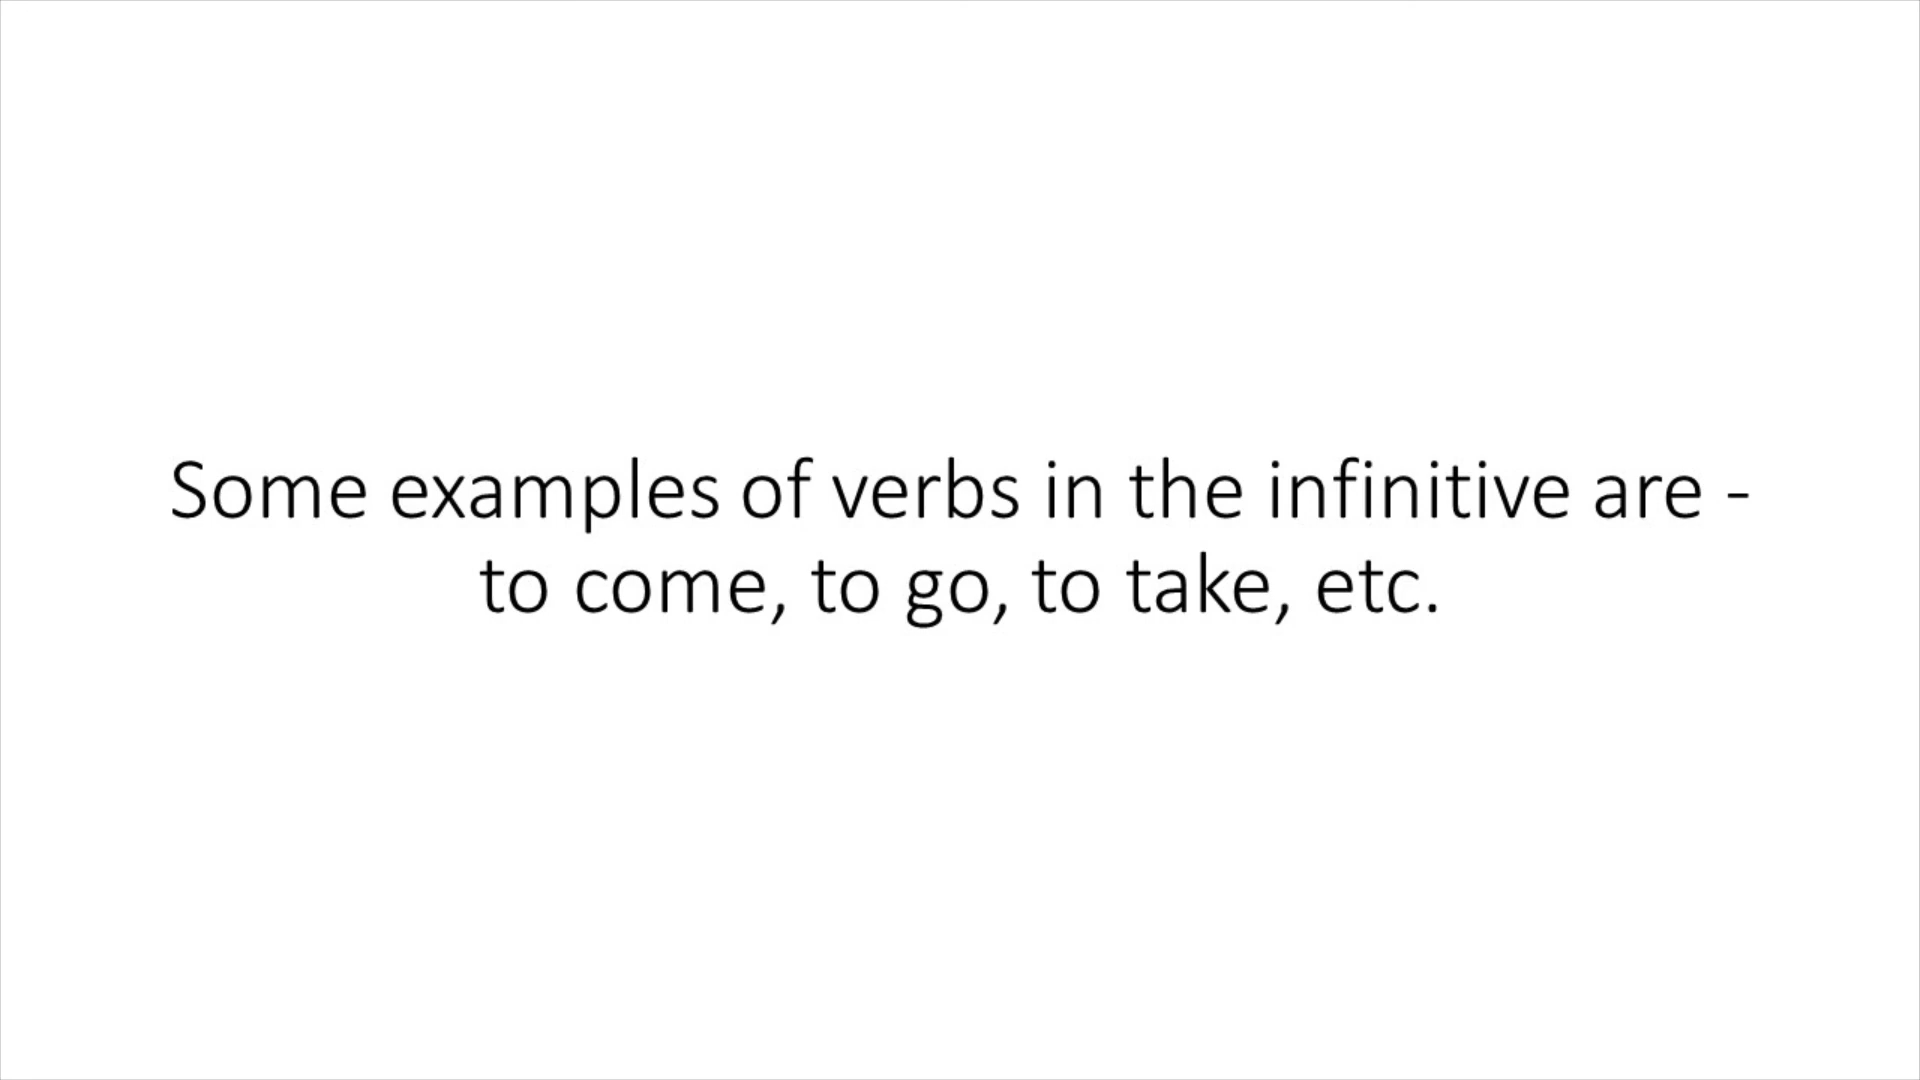 Some examples of verbs in the infinitive are -
to come, to go, to take, etc.